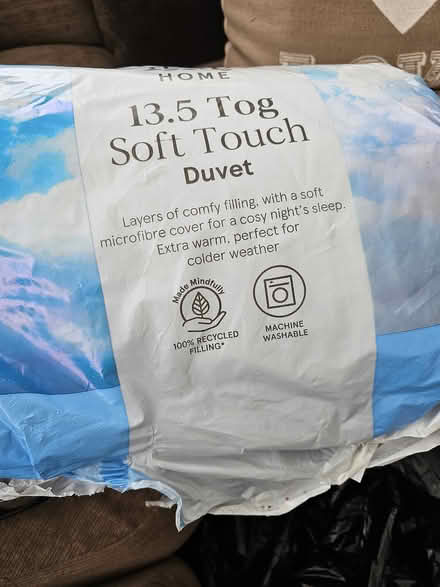 HOME
13.5 Tog
Soft Touch
Duvet
Layers of comfy filling, with a soft
microfibre cover for a cosy night's sleep.
Extra warm, perfect for
colder weather
Made Mindfully
100% RECYCLED
FILLING*
MACHINE
WASHABLE